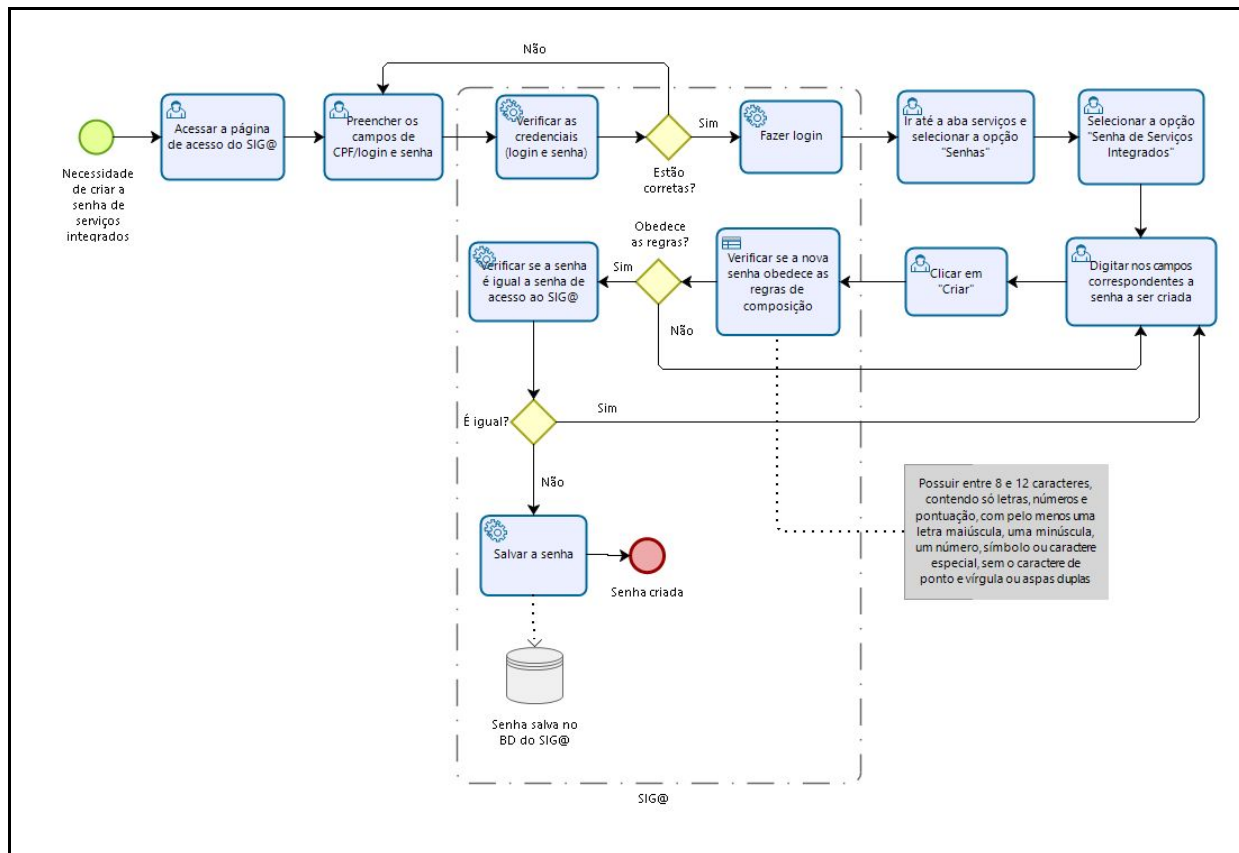 Não
Acessar a página
de acesso do SIG@
Preencher os
campos de
CPF/login e senha
Verificar as
credenciais
(login e senha)
Sim
Fazer login
Ir até a aba serviços e
selecionar a opção
"Senhas"
Selecionar a opção
"Senha de Serviços
Integrados"
Necessidade
de criar a
senha de
serviços
integrados
Estão
corretas?
Obedece
as regras?
Verificar se a senha
é igual a senha de
acesso ao SIG@
Sim
Verificar se a nova
senha obedece as
regras de
composição
Clicar em
"Criar"
Digitar nos campos
correspondentes a
senha a ser criada
Não
É igual?
Sim
Não
Possuir entre 8 e 12 caracteres,
contendo só letras, números e
pontuação, com pelo menos uma
letra maiúscula, uma minúscula,
um número, símbolo ou caractere
especial, sem o caractere de
ponto e vírgula ou aspas duplas
Salvar a senha
Senha criada
Senha salva no
BD do SIG@
SIG@